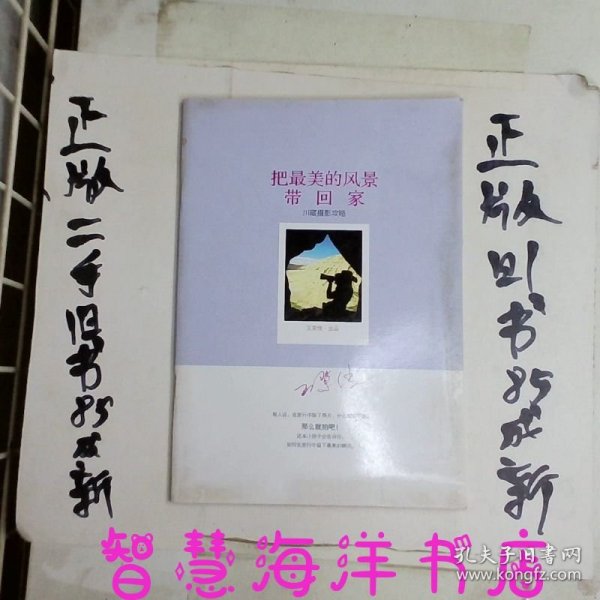 正版二手旧书85成新
把最美的风景
带回家
川藏摄影攻略
那么就拍吧！
正版旧书85成新
智慧海洋书店
孔夫子旧书网
www.kongfz.com